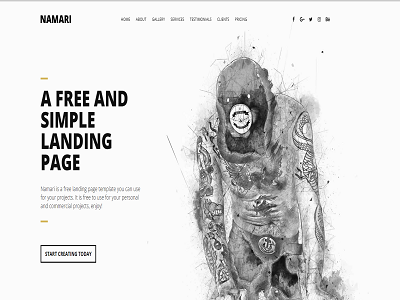 NAMARI
HOME ABOUT GALLERY SERVICES TESTIMONIALS CLIENTS PRICING
A FREE AND
SIMPLE
LANDING
PAGE
Namari is a free landing page template you can use
for your projects. It is free to use for your personal
and commercial projects, enjoy!
START CREATING TODAY